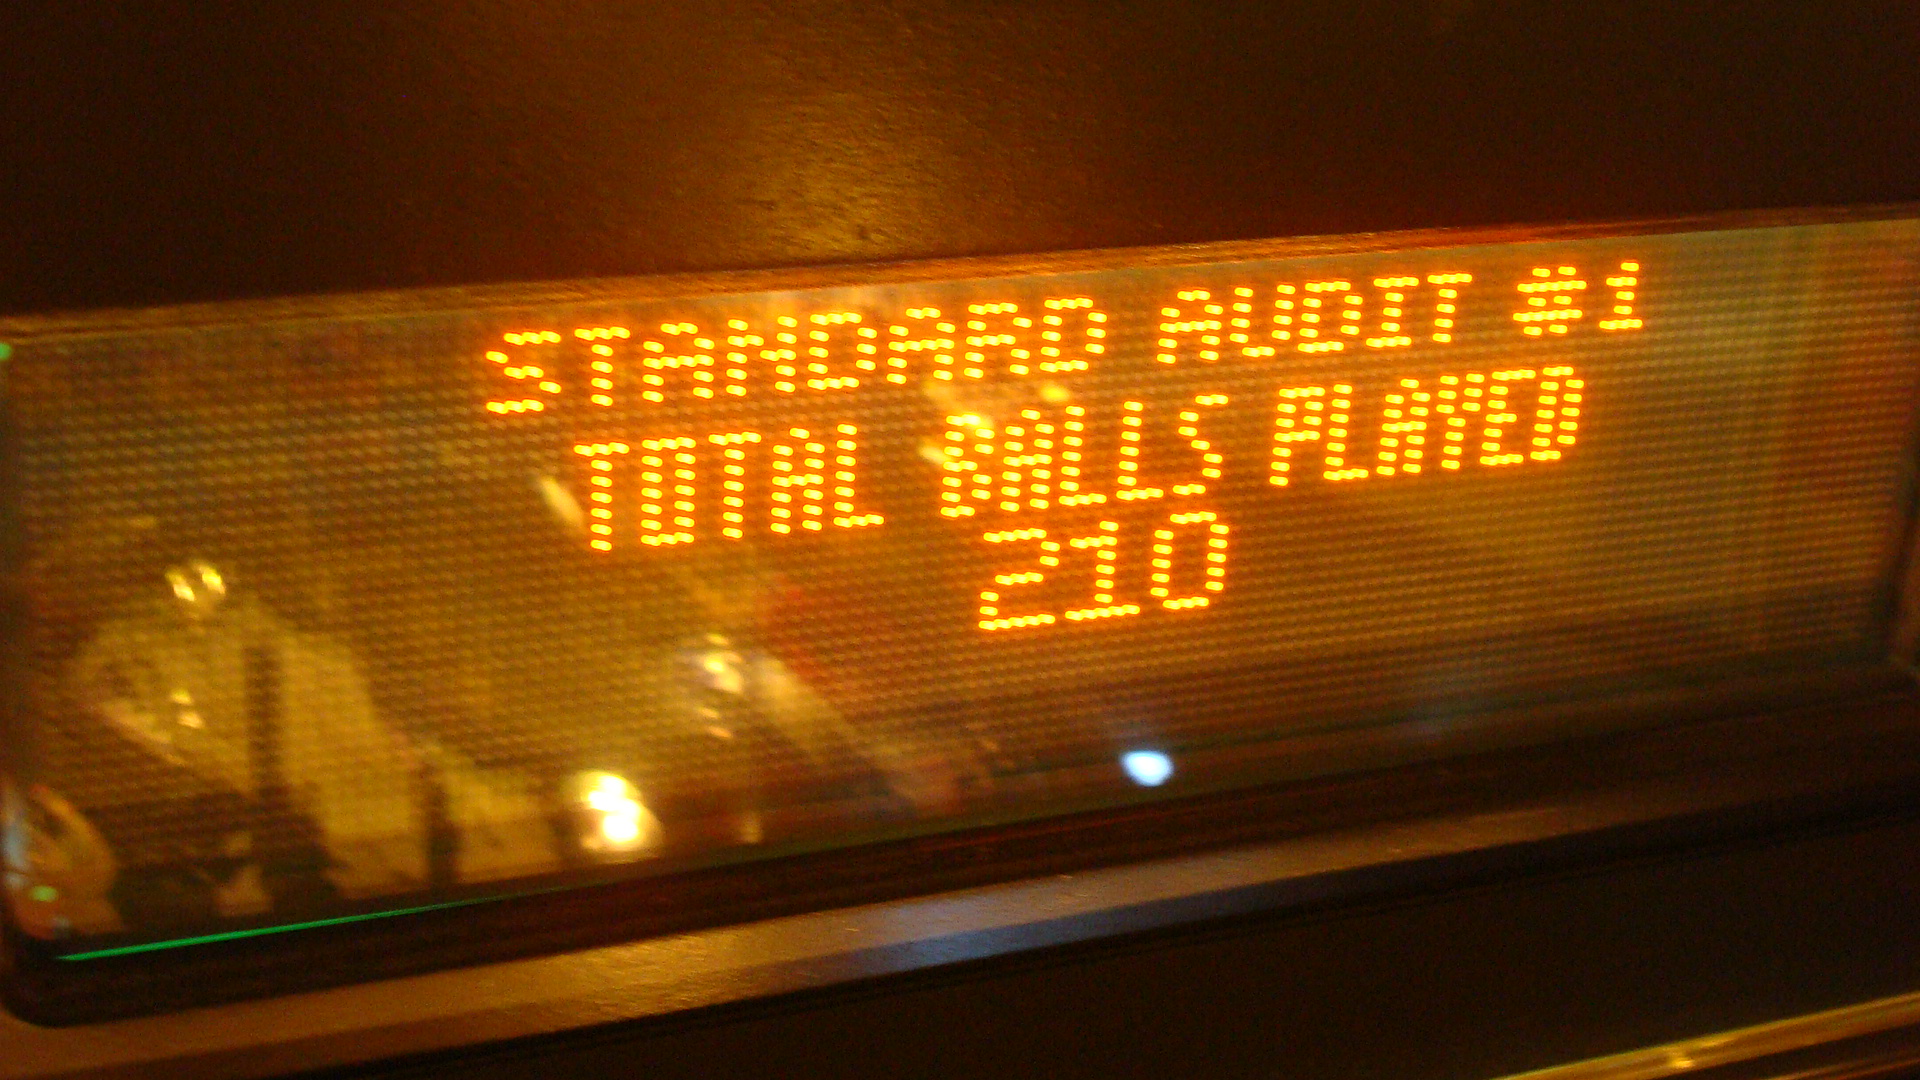 STANDARD AUDIT #1
TOTAL BALLS PLAYED
210